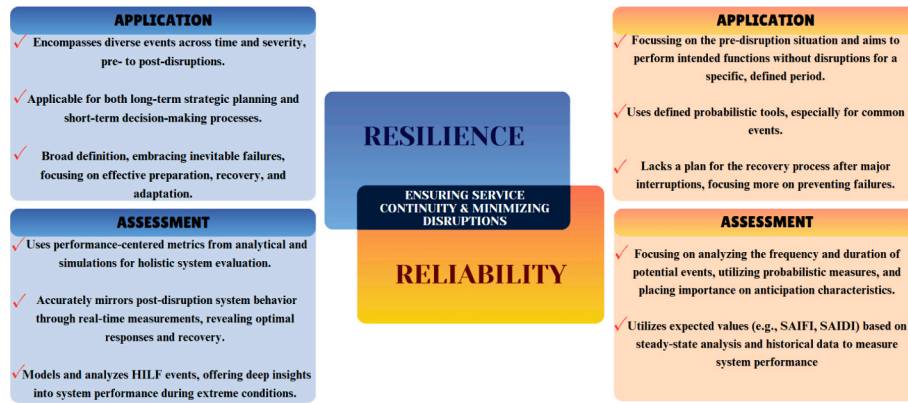 APPLICATION
✓ Encompasses diverse events across time and severity,
pre- to post-disruptions.
✓ Applicable for both long-term strategic planning and
short-term decision-making processes.
✓ Broad definition, embracing inevitable failures,
focusing on effective preparation, recovery, and
adaptation.
ASSESSMENT
✓ Uses performance-centered metrics from analytical and
simulations for holistic system evaluation.
✓ Accurately mirrors post-disruption system behavior
through real-time measurements, revealing optimal
responses and recovery.
✓ Models and analyzes HILF events, offering deep insights
into system performance during extreme conditions.
RESILIENCE
ENSURING SERVICE
CONTINUITY & MINIMIZING
DISRUPTIONS
RELIABILITY
APPLICATION
✓ Focussing on the pre-disruption situation and aims to
perform intended functions without disruptions for a
specific, defined period.
✓ Uses defined probabilistic tools, especially for common
events.
✓ Lacks a plan for the recovery process after major
interruptions, focusing more on preventing failures.
ASSESSMENT
✓ Focusing on analyzing the frequency and duration of
potential events, utilizing probabilistic measures, and
placing importance on anticipation characteristics.
✓ Utilizes expected values (e.g., SAIFI, SAIDI) based on
steady-state analysis and historical data to measure
system performance